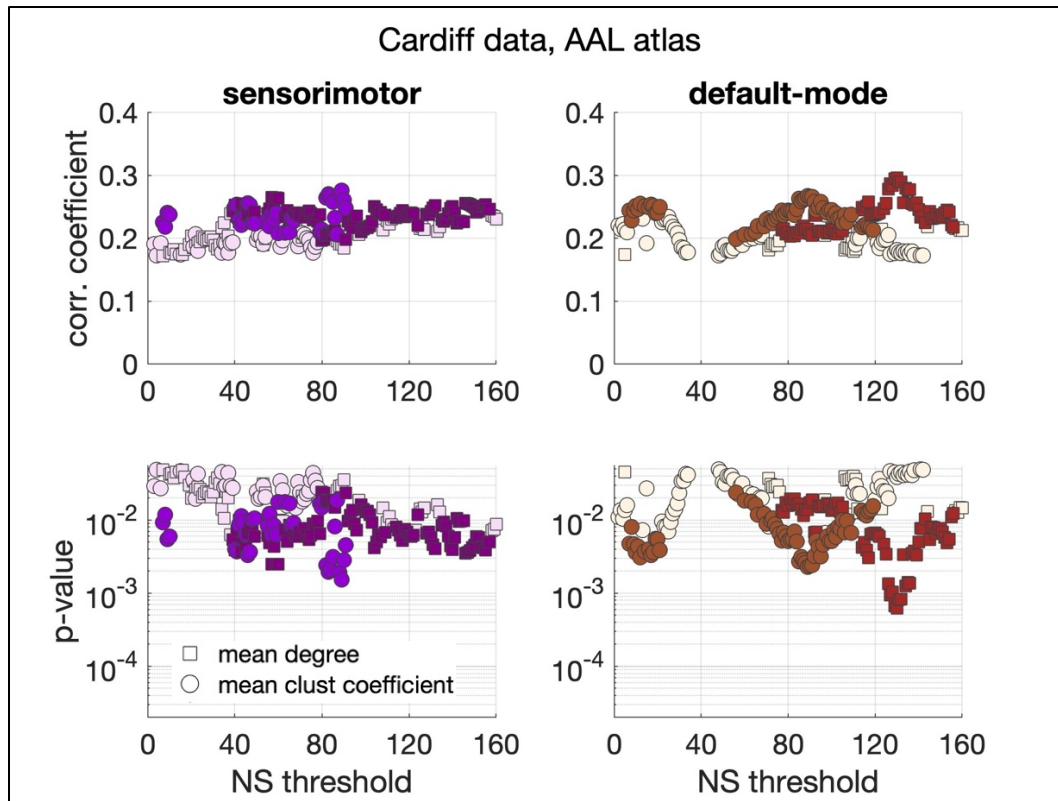 Cardiff data, AAL atlas
sensorimotor
default-mode
corr. coefficient
0.4
0.3
0.2
0.1
0
0 40 80 120 160
0.4
0.3
0.2
0.1
0
0 40 80 120 160
p-value
10-2
10-3
10-4
mean degree
mean clust coefficient
0 40 80 120 160
NS threshold
10-2
10-3
10-4
0 40 80 120 160
NS threshold